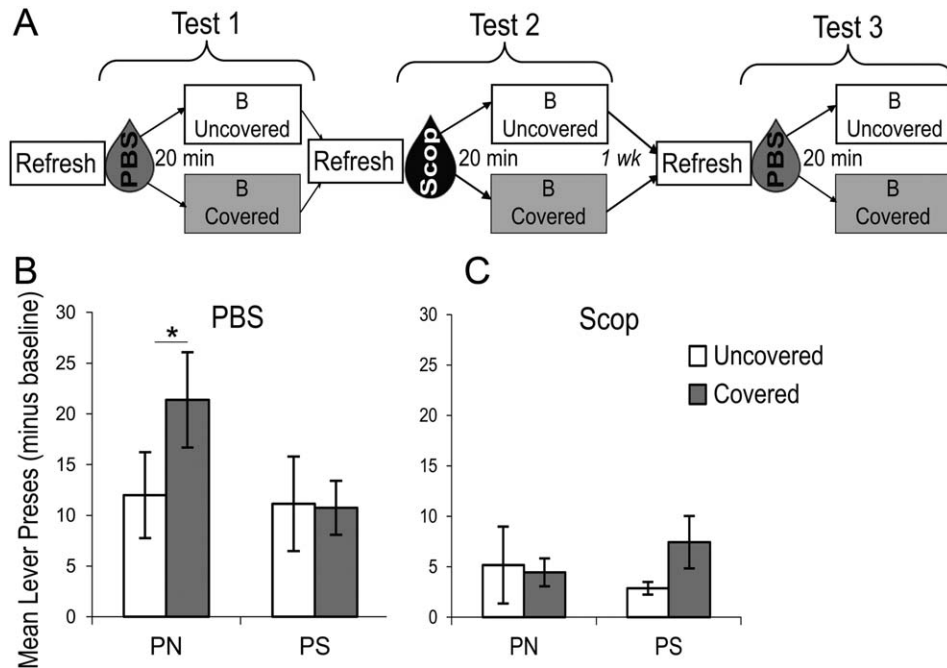 A
Test 1
Test 2
Test 3
Refresh
PBS
20 min
B
Uncovered
B
Covered
Refresh
Scop
20 min
B
Uncovered
B
Covered
1 wk
Refresh
PBS
20 min
B
Uncovered
B
Covered
B
PBS
Mean Lever Preses (minus baseline)
30
25
20
15
10
5
0
*
PN
PS
C
Scop
30
25
20
15
10
5
0
Uncovered
Covered
PN
PS